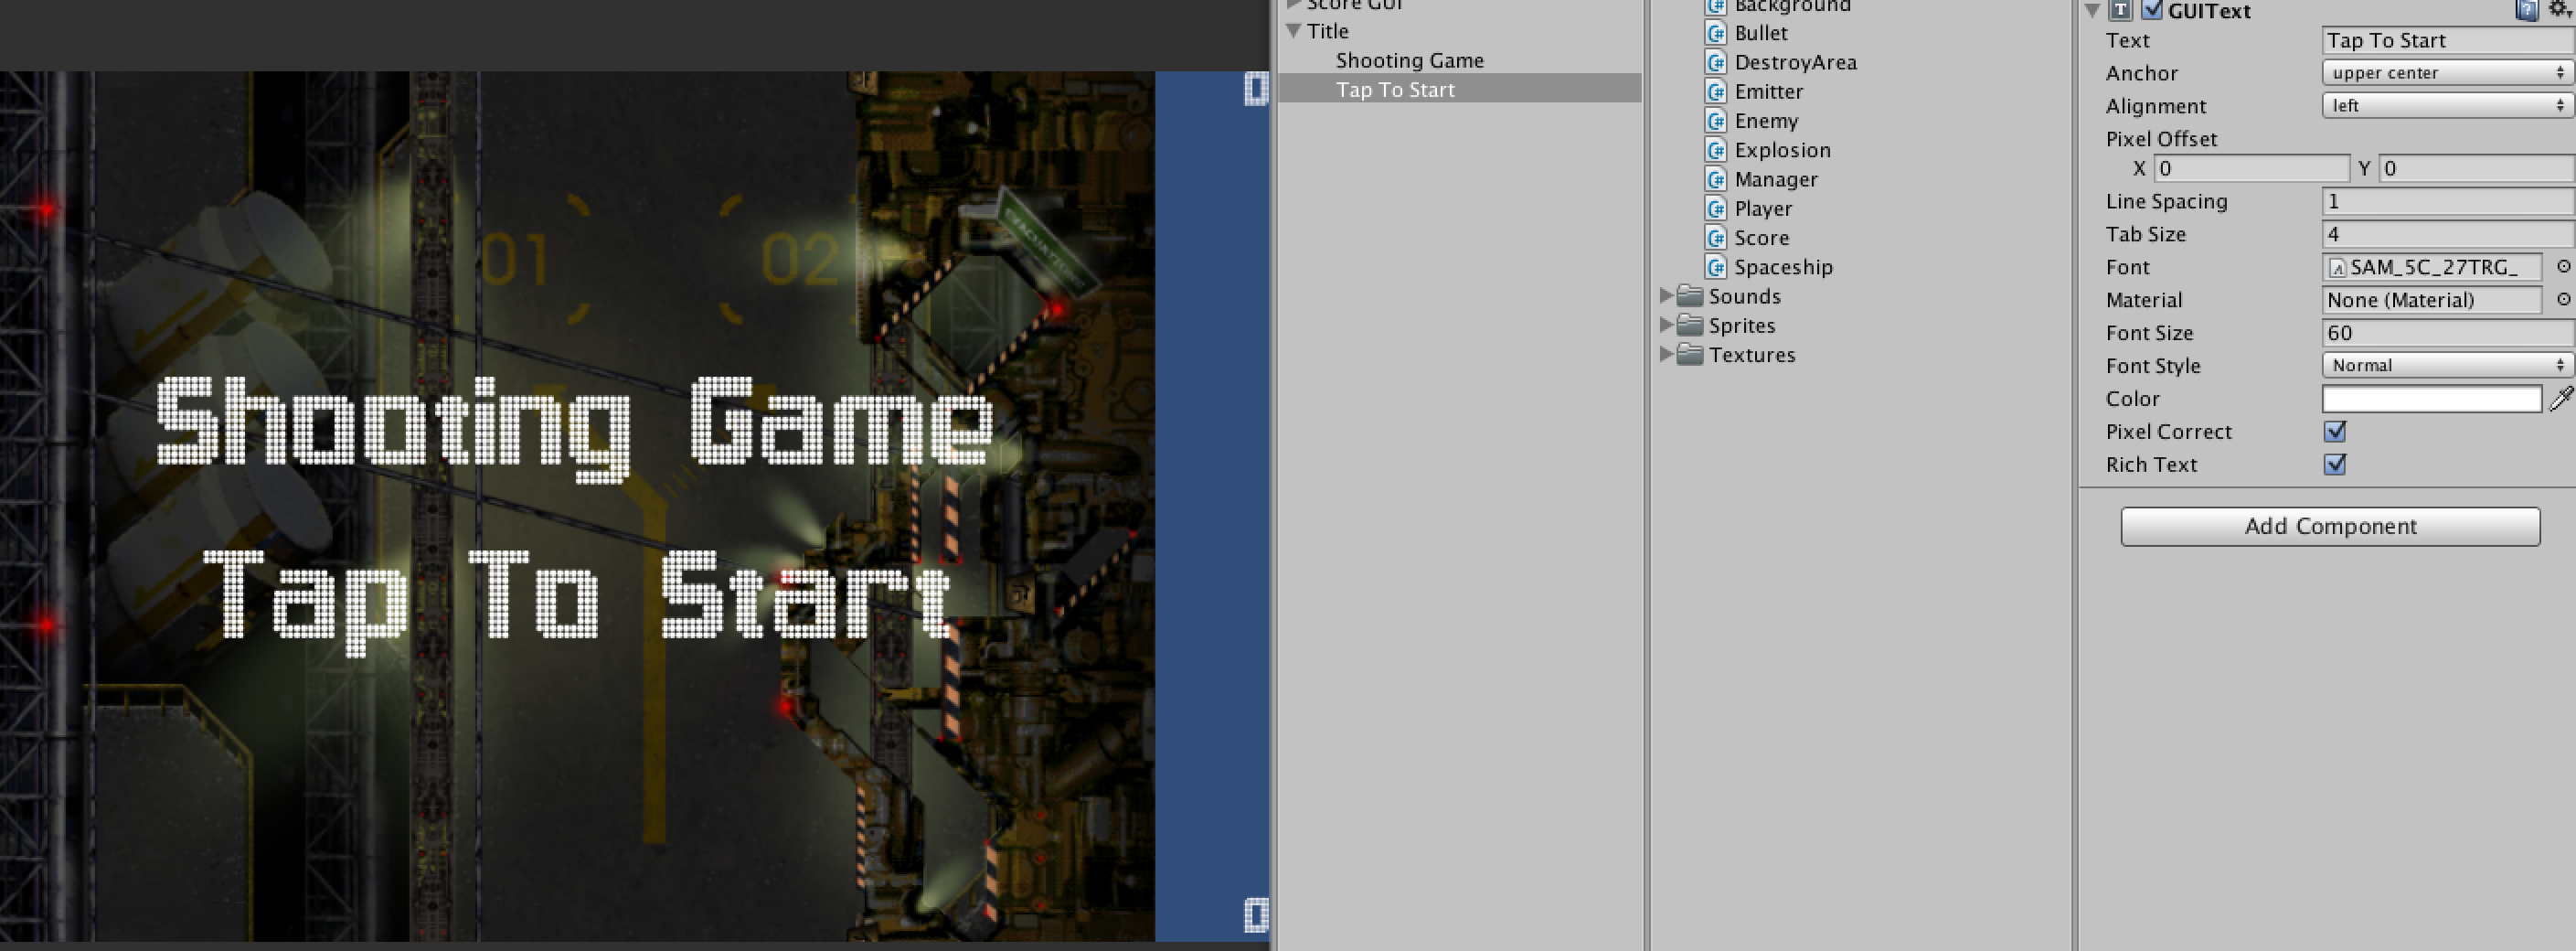 01
02
Shooting Game
Tap To Start
0
0
Score GUI
Title
Shooting Game
Tap To Start
Background
Bullet
DestroyArea
Emitter
Enemy
Explosion
Manager
Player
Score
Spaceship
Sounds
Sprites
Textures
GUIText
Text Tap To Start
Anchor upper center
Alignment left
Pixel Offset
X 0 Y 0
Line Spacing 1
Tab Size 4
Font SAM_5C_27TRG_
Material None (Material)
Font Size 60
Font Style Normal
Color
Pixel Correct
Rich Text
Add Component